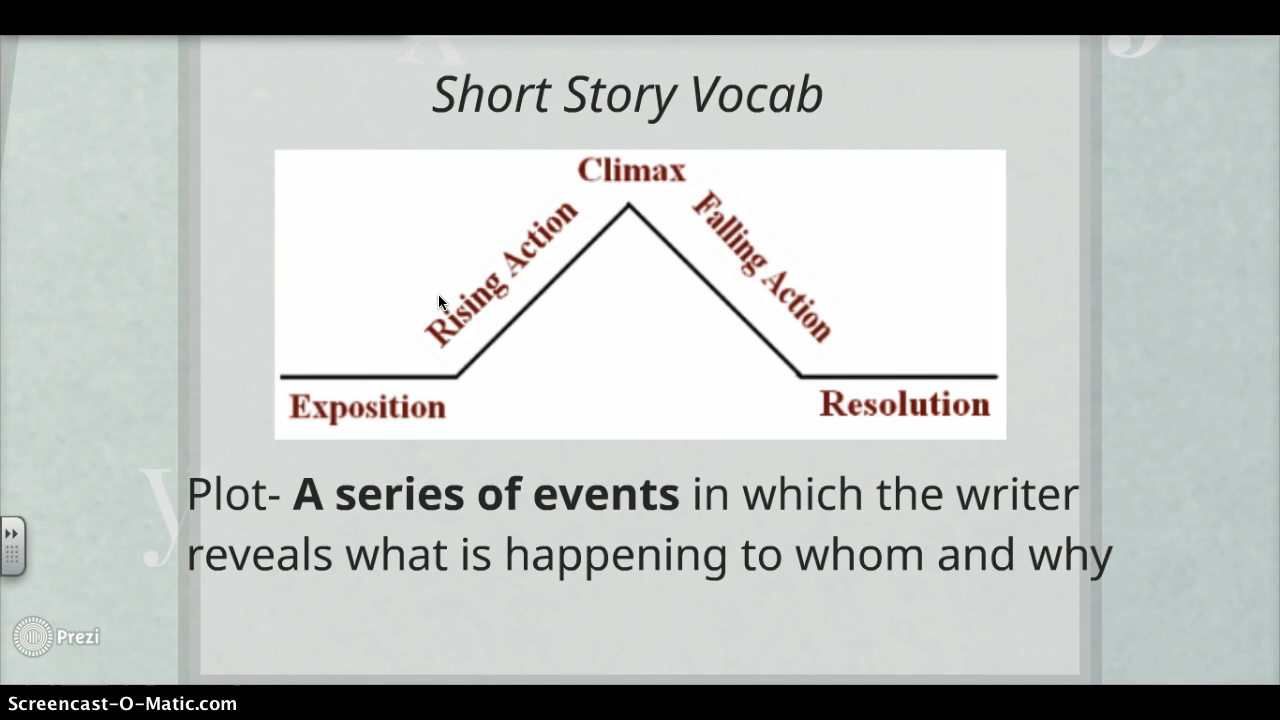 Short Story Vocab
Climax
Rising Action
Falling Action
Exposition
Resolution
Plot- A series of events in which the writer
reveals what is happening to whom and why
y
Prezi
Screencast-O-Matic.com